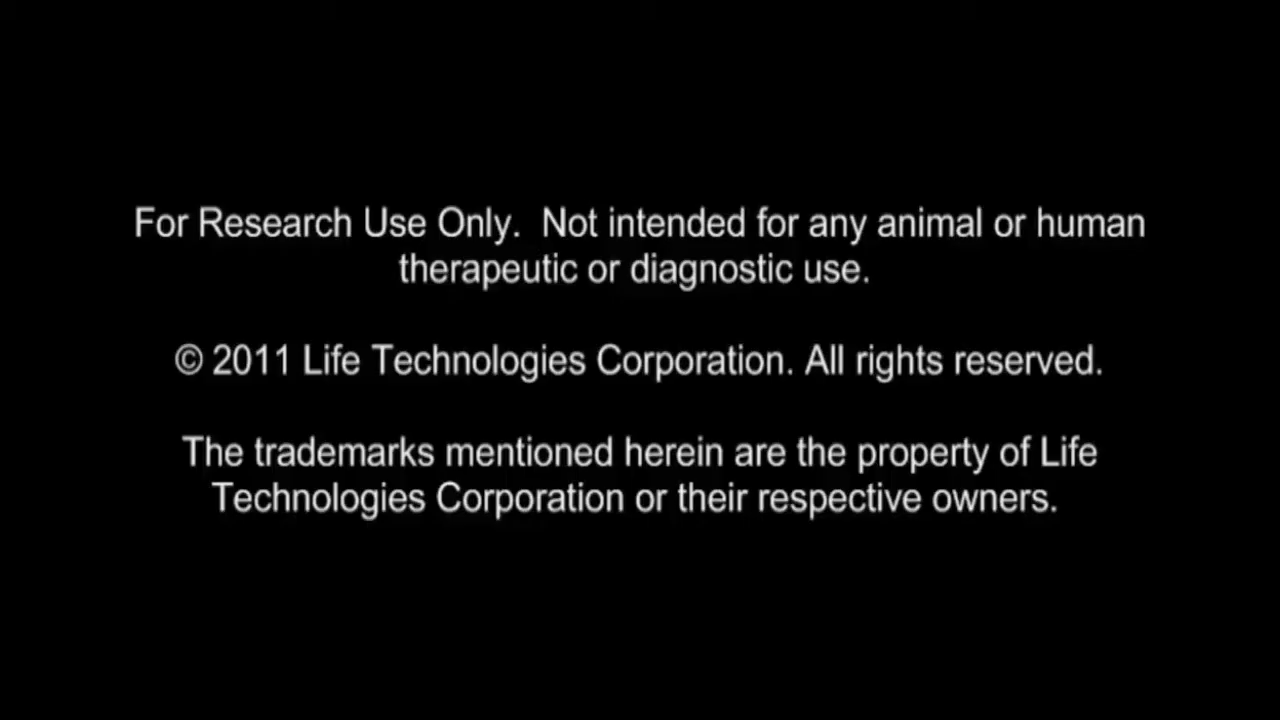 For Research Use Only.  Not intended for any animal or human
therapeutic or diagnostic use.
© 2011 Life Technologies Corporation. All rights reserved.
The trademarks mentioned herein are the property of Life
Technologies Corporation or their respective owners.